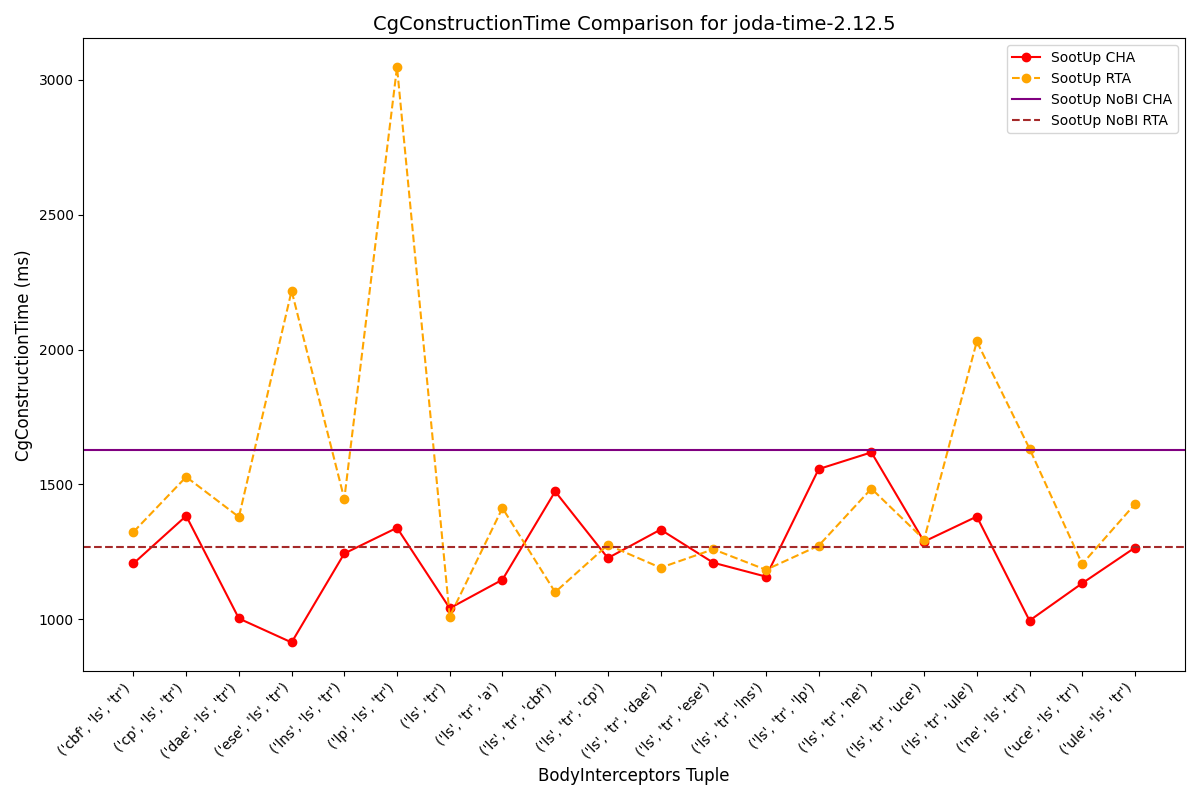 CgConstructionTime Comparison for joda-time-2.12.5
SootUp CHA
SootUp RTA
SootUp NoBI CHA
SootUp NoBI RTA
CgConstructionTime (ms)
3000
2500
2000
1500
1000
('cbf', 'ls', 'tr')
('cp', 'ls', 'tr')
('dae', 'ls', 'tr')
('ese', 'ls', 'tr')
('lns', 'ls', 'tr')
('lp', 'ls', 'tr')
('ls', 'tr')
('ls', 'tr', 'a')
('ls', 'tr', 'cbf')
('ls', 'tr', 'cp')
('ls', 'tr', 'dae')
('ls', 'tr', 'ese')
('ls', 'tr', 'lns')
('ls', 'tr', 'lp')
('ls', 'tr', 'ne')
('ls', 'tr', 'uce')
('ls', 'tr', 'ule')
('ne', 'ls', 'tr')
('uce', 'ls', 'tr')
('ule', 'ls', 'tr')
BodyInterceptors Tuple